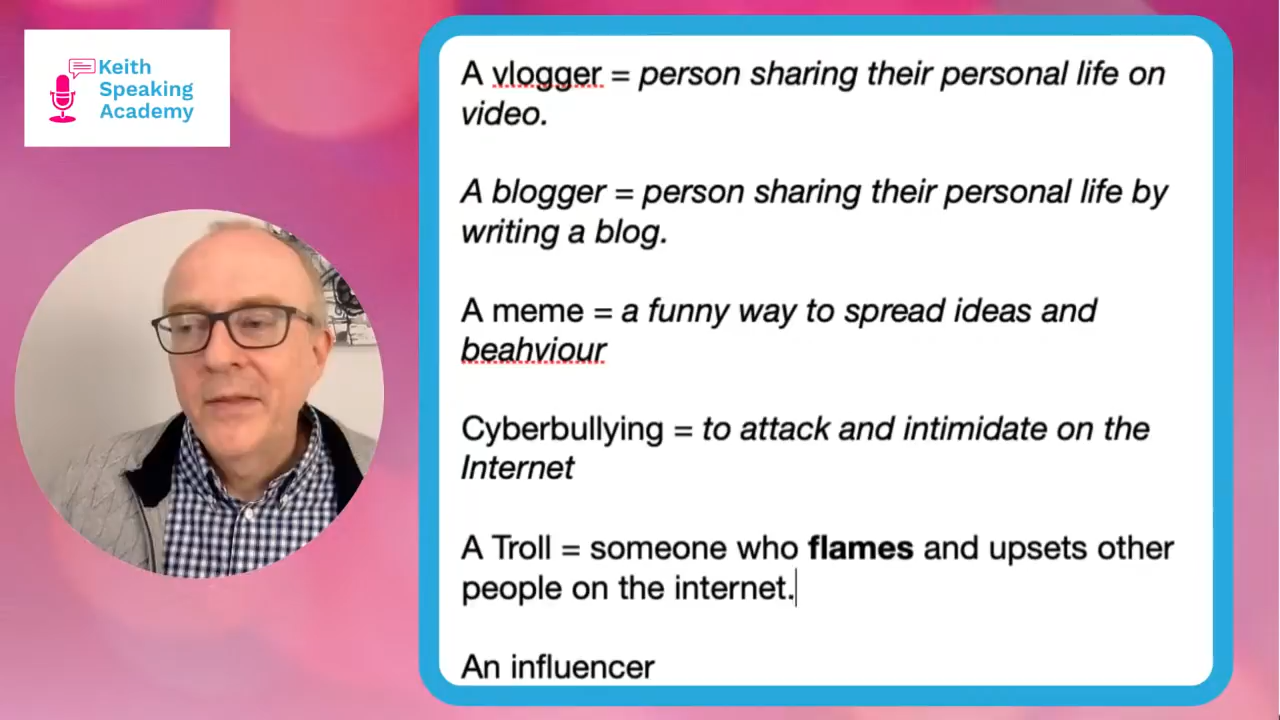 Keith
Speaking
Academy
A vlogger = person sharing their personal life on
video.
A blogger = person sharing their personal life by
writing a blog.
A meme = a funny way to spread ideas and
beahviour
Cyberbullying = to attack and intimidate on the
Internet
A Troll = someone who flames and upsets other
people on the internet.
An influencer